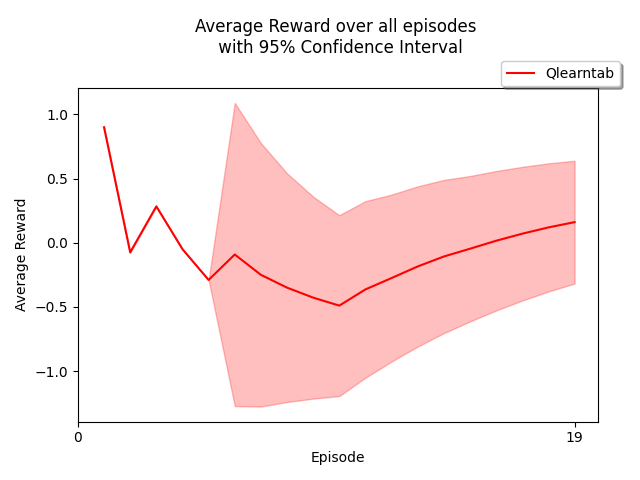 Average Reward over all episodes
with 95% Confidence Interval
Qlearntab
1.0
0.5
0.0
−0.5
−1.0
Average Reward
0
19
Episode